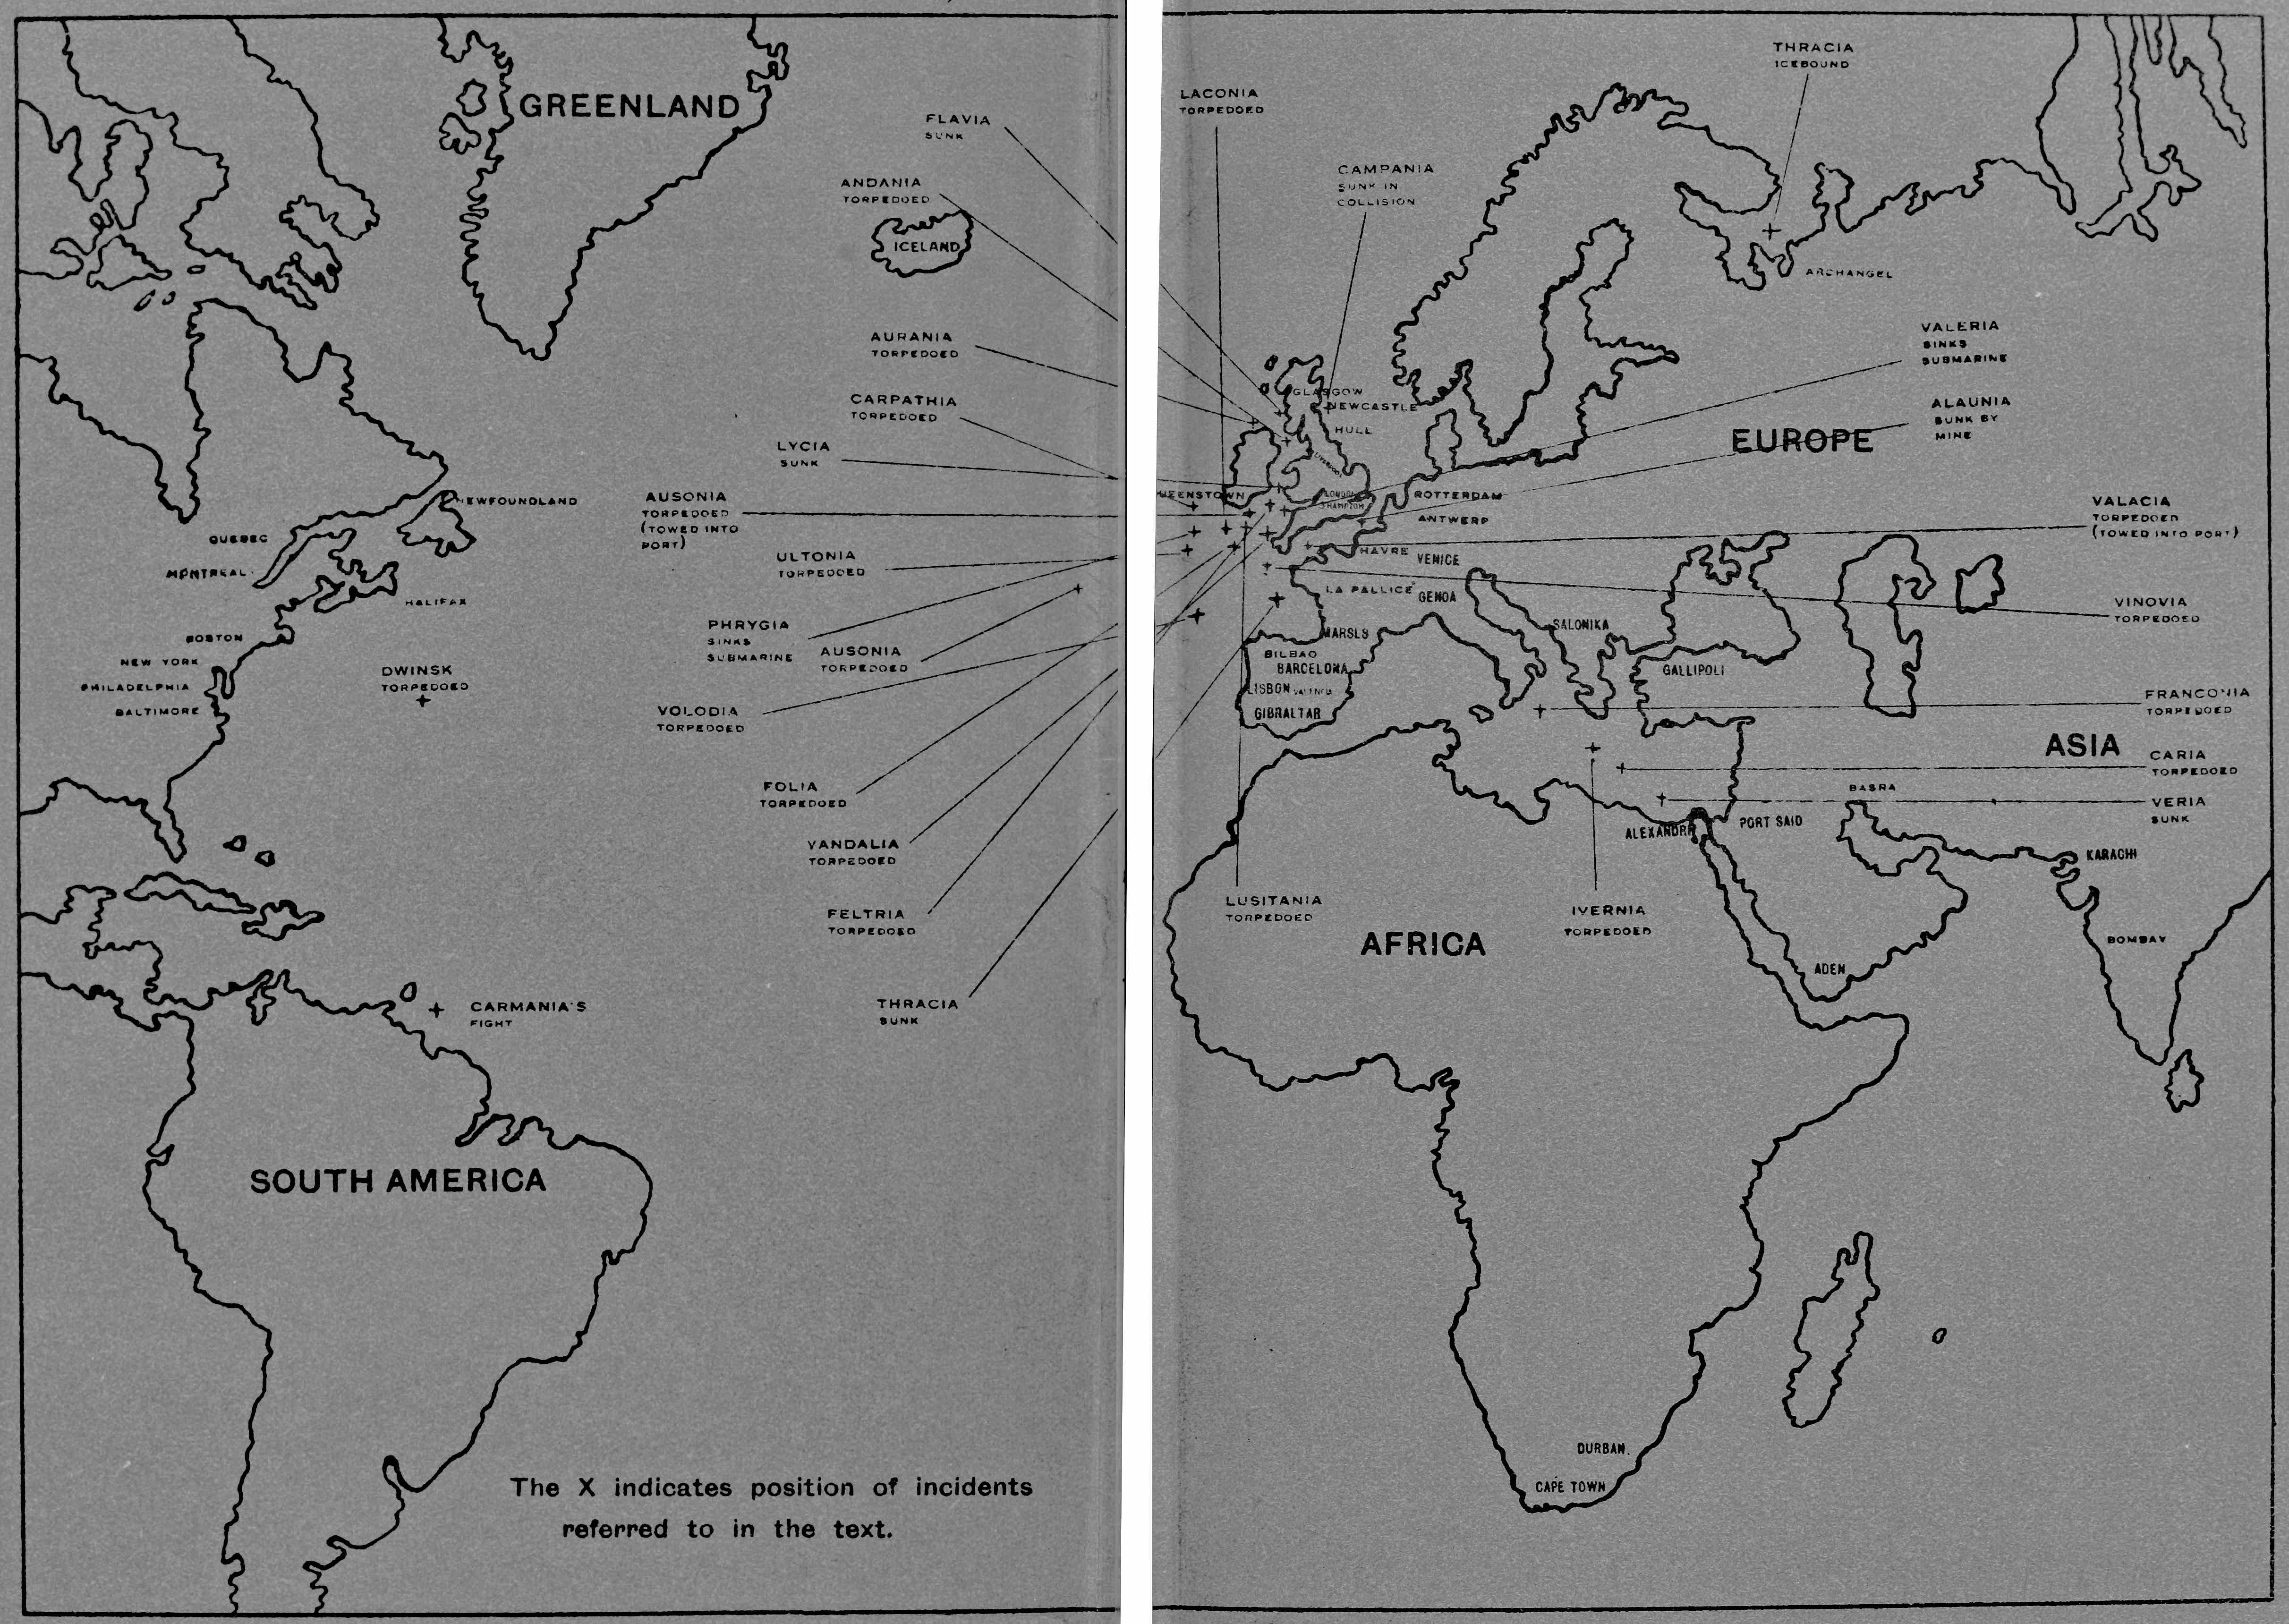 GREENLAND
FLAVIA
SUNK
ANDANIA
TORPEDOED
ICELAND
AURANIA
TORPEDOED
CARPATHIA
TORPEDOED
LYCIA
SUNK
NEWFOUNDLAND
AUSONIA
TORPEDOED
(TOWED INTO
PORT)
QUEBEC
ULTONIA
TORPEDOED
MONTREAL
HALIFAX
PHRYGIA
SINKS
SUBMARINE
AUSONIA
TORPEDOED
BOSTON
NEW YORK
DWINSK
TORPEDOED
PHILADELPHIA
BALTIMORE
VOLODIA
TORPEDOED
FOLIA
TORPEDOED
VANDALIA
TORPEDOED
FELTRIA
TORPEDOED
CARMANIA'S
FIGHT
THRACIA
SUNK
SOUTH AMERICA
The X indicates position of incidents
referred to in the text.
THRACIA
ICEBOUND
LACONIA
TORPEDOED
CAMPANIA
SUNK IN
COLLISION
ARCHANGEL
VALERIA
SINKS
SUBMARINE
GLASGOW
NEWCASTLE
HULL
ALAUNIA
SUNK BY
MINE
EUROPE
UEENSTOWN
LONDON
ROTTERDAM
ANTWERP
VALACIA
TORPEDOED
(TOWED INTO PORT)
HAVRE
VENICE
LA PALLICE
GENOA
VINOVIA
TORPEDOED
MARSLS
SALONIKA
BILBAO
BARCELONA
GALLIPOLI
LISBON
VALENCIA
GIBRALTAR
FRANCONIA
TORPEDOED
ASIA
CARIA
TORPEDOED
BASRA
VERIA
SUNK
ALEXANDRI
PORT SAID
KARACHI
LUSITANIA
TORPEDOED
IVERNIA
TORPEDOED
AFRICA
BOMBAY
ADEN
DURBAN
CAPE TOWN